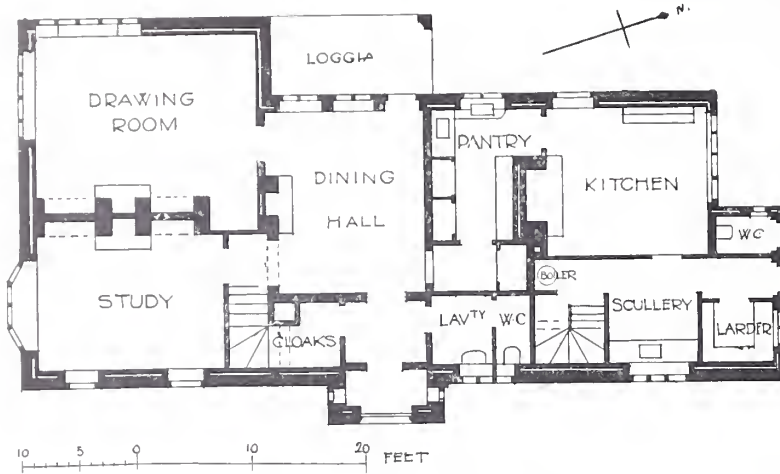 N.
LOGGIA
DRAWING
ROOM
PANTRY
DINING
HALL
KITCHEN
WC
BOILER
STUDY
SCULLERY
LAVTY
WC
CLOAKS
LARDER
10 5 0 10 20 FEET